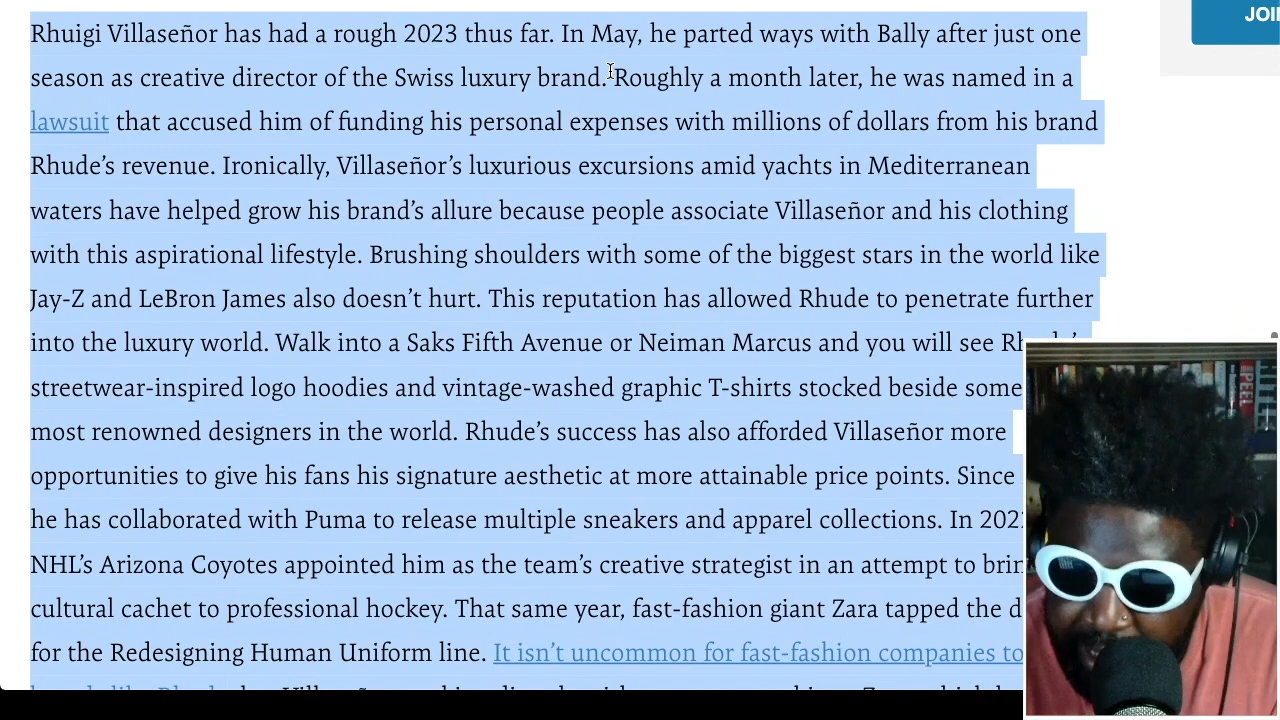 JOI
Rhuigi Villaseñor has had a rough 2023 thus far. In May, he parted ways with Bally after just one
season as creative director of the Swiss luxury brand. Roughly a month later, he was named in a
lawsuit that accused him of funding his personal expenses with millions of dollars from his brand
Rhude’s revenue. Ironically, Villaseñor’s luxurious excursions amid yachts in Mediterranean
waters have helped grow his brand’s allure because people associate Villaseñor and his clothing
with this aspirational lifestyle. Brushing shoulders with some of the biggest stars in the world like
Jay-Z and LeBron James also doesn’t hurt. This reputation has allowed Rhude to penetrate further
into the luxury world. Walk into a Saks Fifth Avenue or Neiman Marcus and you will see
streetwear-inspired logo hoodies and vintage-washed graphic T-shirts stocked beside some
most renowned designers in the world. Rhude’s success has also afforded Villaseñor more
opportunities to give his fans his signature aesthetic at more attainable price points. Since
he has collaborated with Puma to release multiple sneakers and apparel collections. In
NHL’s Arizona Coyotes appointed him as the team’s creative strategist in an attempt to
cultural cachet to professional hockey. That same year, fast-fashion giant Zara tapped the
for the Redesigning Human Uniform line. It isn’t uncommon for fast-fashion companies to